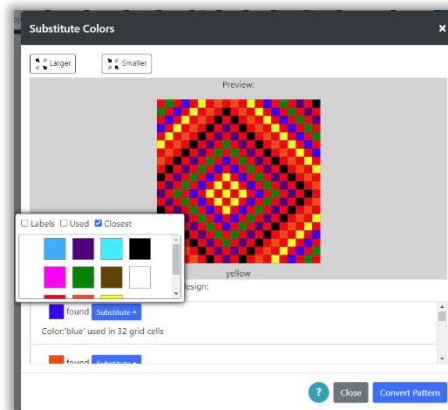 Substitute Colors ×
Larger Smaller
Preview:
Labels Used Closest
yellow
esign:
found Substitute
Color:'blue' used in 32 grid cells
found Substitute
? Close Convert Pattern